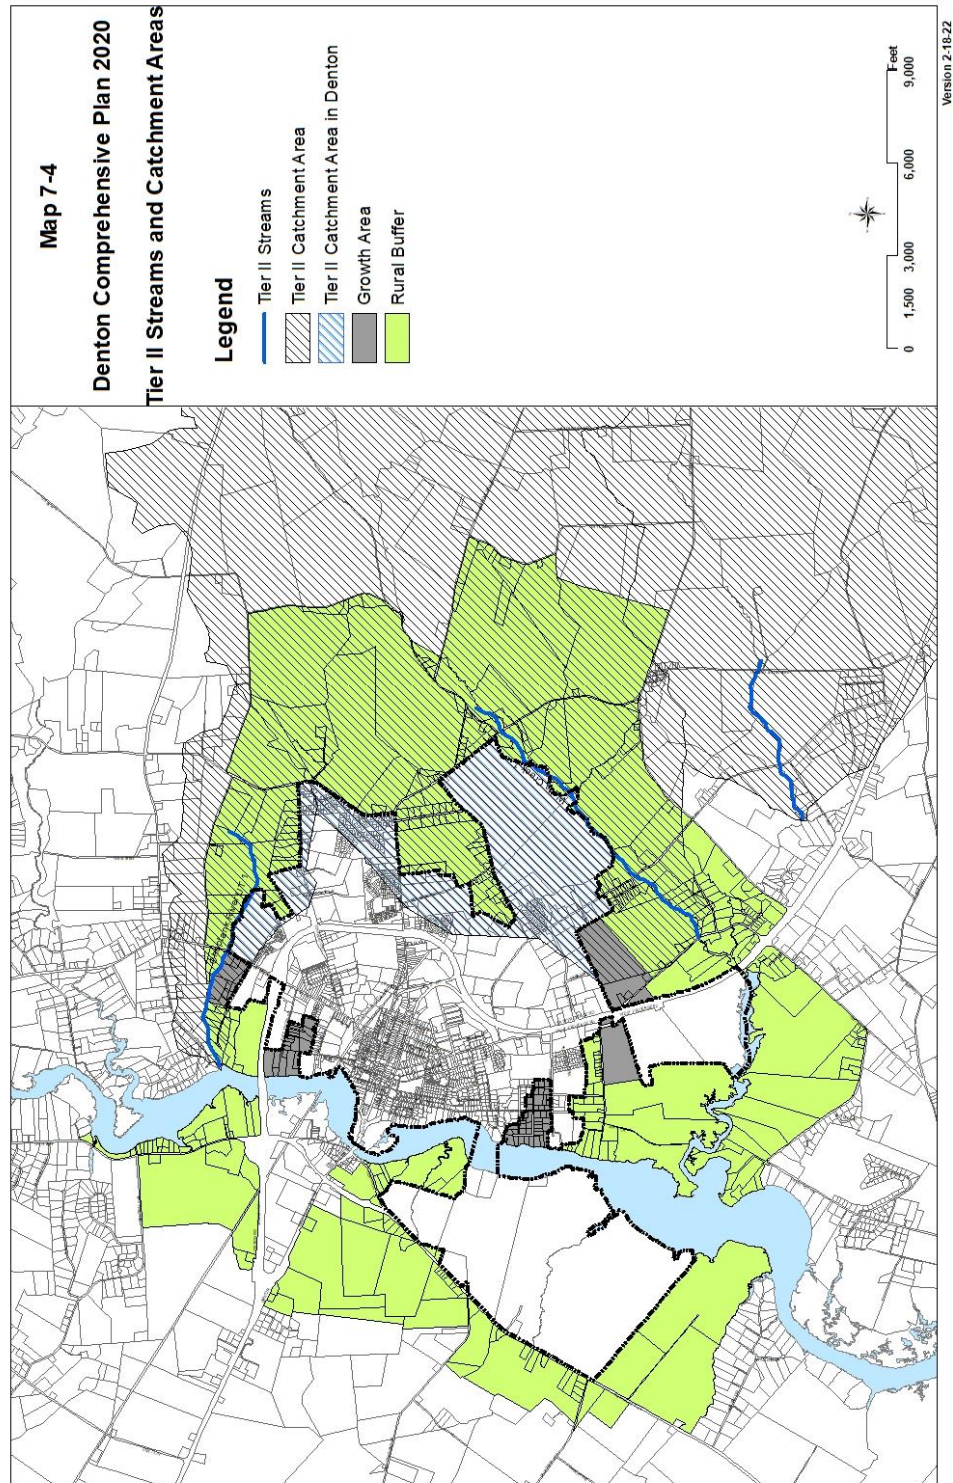 Map 7-4
Denton Comprehensive Plan 2020
Tier II Streams and Catchment Areas
Legend
Tier II Streams
Tier II Catchment Area
Tier II Catchment Area in Denton
Growth Area
Rural Buffer
Feet
0 1,500 3,000 6,000 9,000
Version 2-18-22